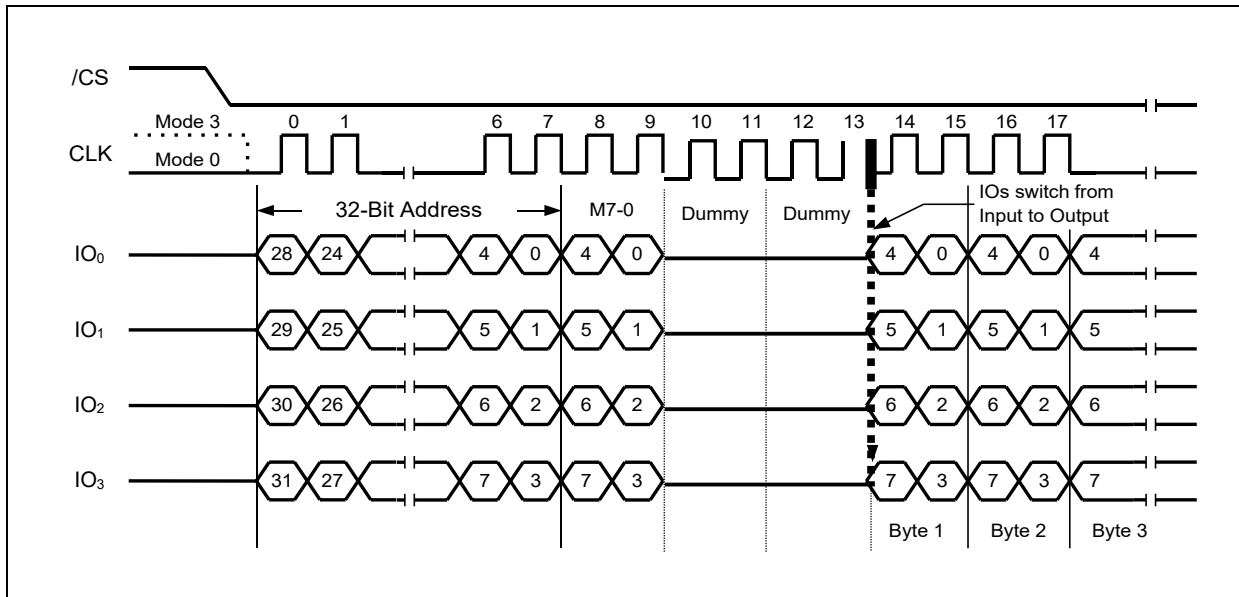 /CS
Mode 3 0 1 6 7 8 9 10 11 12 13 14 15 16 17
CLK Mode 0
IOs switch from
Input to Output
32-Bit Address M7-0 Dummy Dummy
IO0 28 24 4 0 4 0 4 0 4 0 4
IO1 29 25 5 1 5 1 5 1 5 1 5
IO2 30 26 6 2 6 2 6 2 6 2 6
IO3 31 27 7 3 7 3 7 3 7 3 7
Byte 1 Byte 2 Byte 3